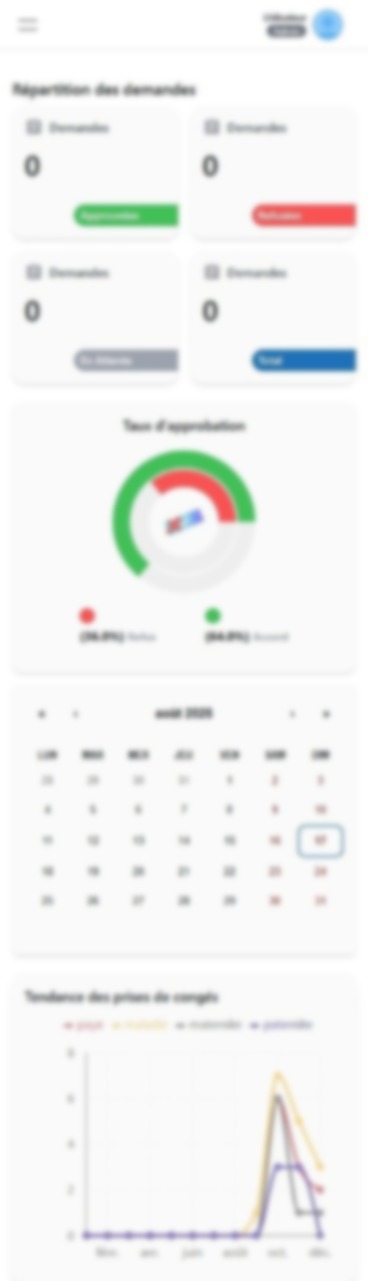 Utilisateur
Répartition des demandes
Demandes
0
Approuvées
Demandes
0
Refusées
Demandes
0
En Attente
Demandes
0
Total
Taux d'approbation
(36.0%) Refus
(64.0%) Accord
« ‹ août 2025 › »
LUN MAR MER JEU VEN SAM DIM
28 29 30 31 1 2 3
4 5 6 7 8 9 10
11 12 13 14 15 16 17
18 19 20 21 22 23 24
25 26 27 28 29 30 31
Tendance des prises de congés
payé maladie maternité paternité
8
6
4
2
0
févr. avr. juin août oct. déc.